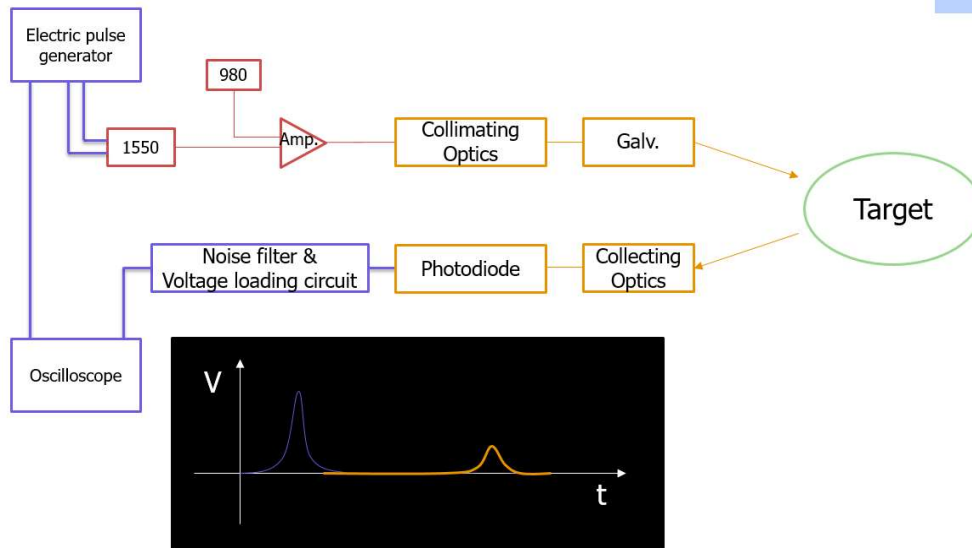 Electric pulse
generator
980
1550
Amp.
Collimating
Optics
Galv.
Target
Noise filter &
Voltage loading circuit
Photodiode
Collecting
Optics
Oscilloscope
V
t